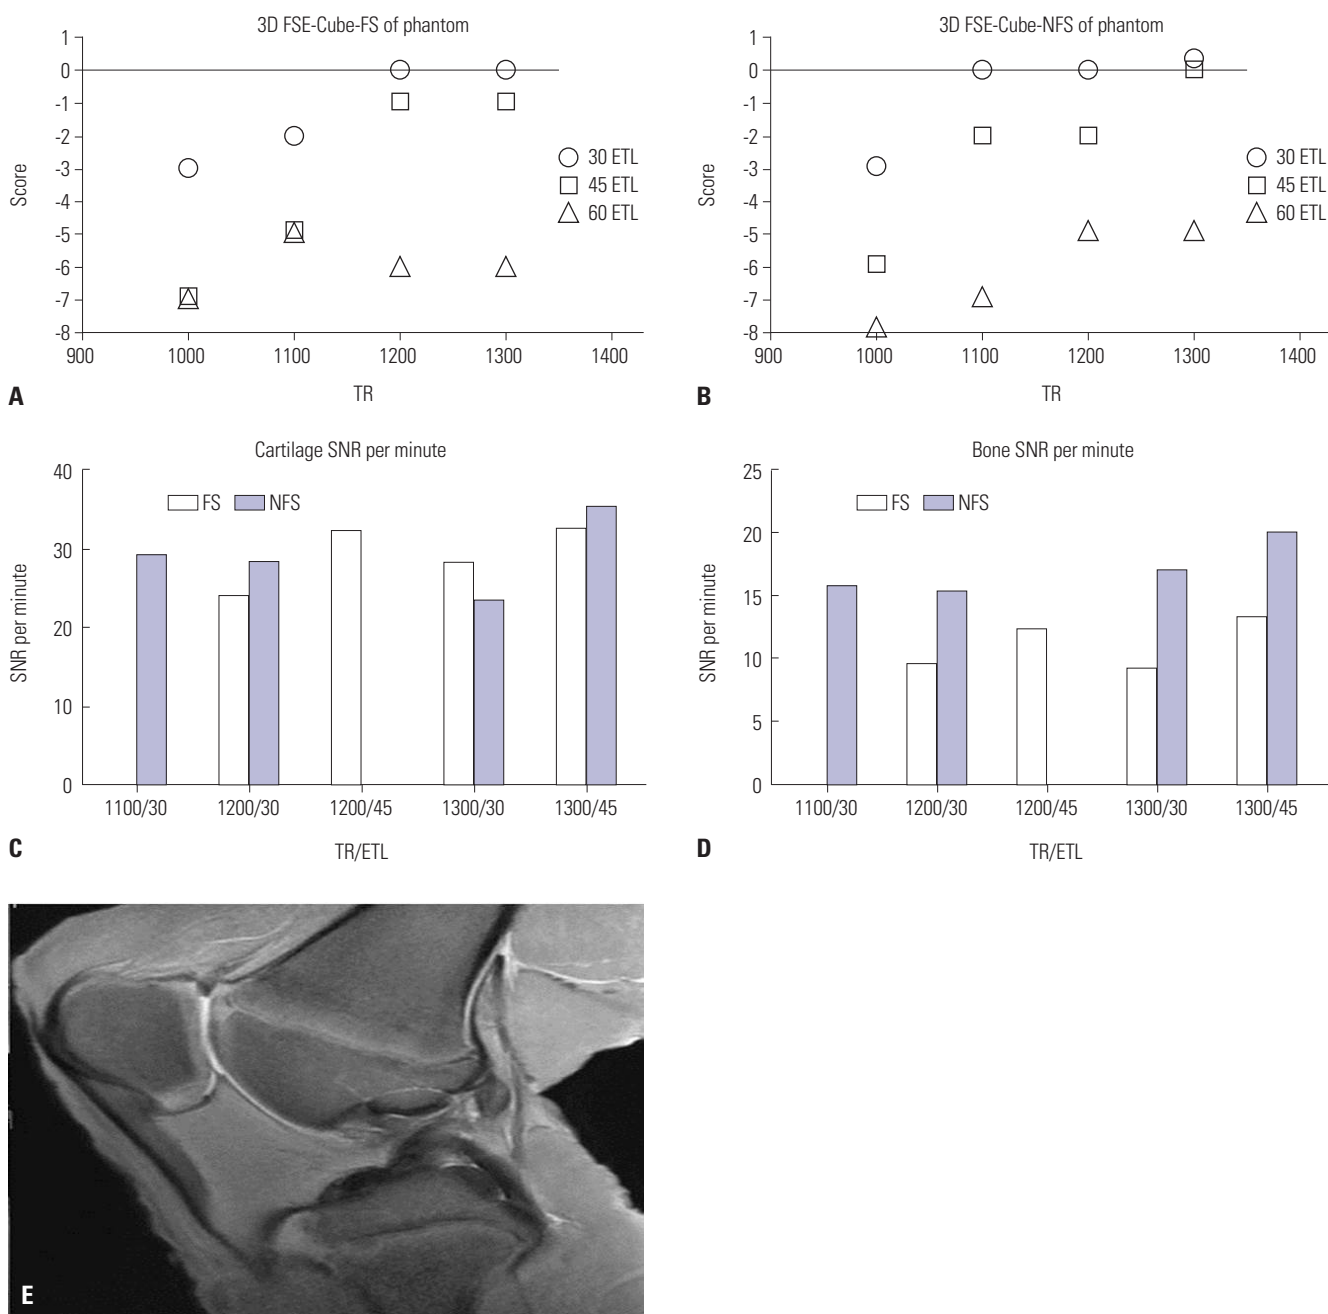 3D FSE-Cube-FS of phantom
1
0
-1
-2
-3
-4
-5
-6
-7
-8
Score
900 1000 1100 1200 1300 1400
TR
30 ETL
45 ETL
60 ETL
A
3D FSE-Cube-NFS of phantom
1
0
-1
-2
-3
-4
-5
-6
-7
-8
Score
900 1000 1100 1200 1300 1400
TR
30 ETL
45 ETL
60 ETL
B
Cartilage SNR per minute
FS NFS
40
30
20
10
0
SNR per minute
1100/30 1200/30 1200/45 1300/30 1300/45
TR/ETL
C
Bone SNR per minute
FS NFS
25
20
15
10
5
0
SNR per minute
1100/30 1200/30 1200/45 1300/30 1300/45
TR/ETL
D
E